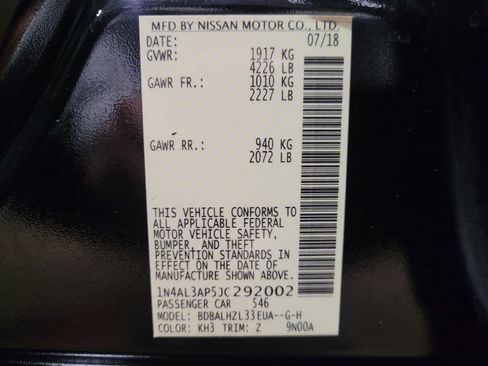 MFD BY NISSAN MOTOR CO., LTD.
DATE: 07/18
GVWR: 1917 KG
4226 LB
GAWR FR.: 1010 KG
2227 LB
GAWR RR.: 940 KG
2072 LB
THIS VEHICLE CONFORMS TO
ALL APPLICABLE FEDERAL
MOTOR VEHICLE SAFETY,
BUMPER, AND THEFT
PREVENTION STANDARDS IN
EFFECT ON THE DATE OF
MANUFACTURE SHOWN ABOVE.
1N4AL3AP5JC292002
PASSENGER CAR 546
MODEL: BDBALHZL33EUA--G-H
COLOR: KH3 TRIM: Z 9N00A